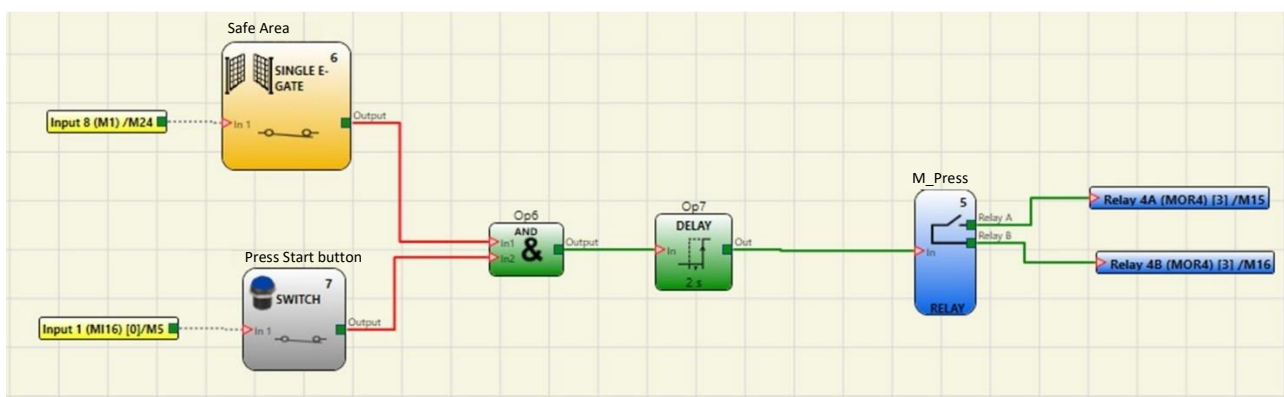 Safe Area
6
SINGLE E-
GATE
Input 8 (M1) /M24
In 1
Output
Press Start button
7
SWITCH
Input 1 (MI16) [0]/M5
In 1
Output
Op6
AND
&
In1
In2
Output
Op7
DELAY
In
Out
2 s
M_Press
5
Relay A
Relay B
In
RELAY
Relay 4A (MOR4) [3] /M15
Relay 4B (MOR4) [3] /M16